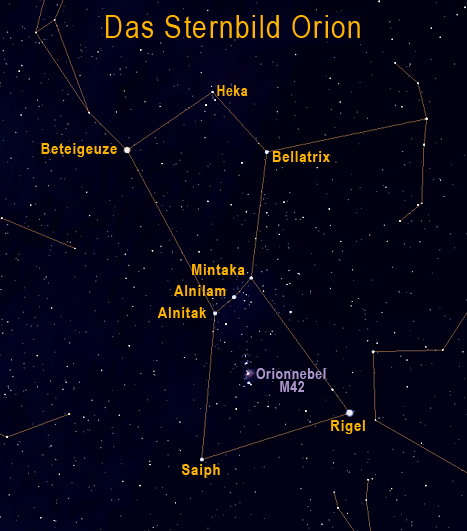 Das Sternbild Orion
Heka
Beteigeuze
Bellatrix
Mintaka
Alnilam
Alnitak
Orionnebel
M42
Rigel
Saiph